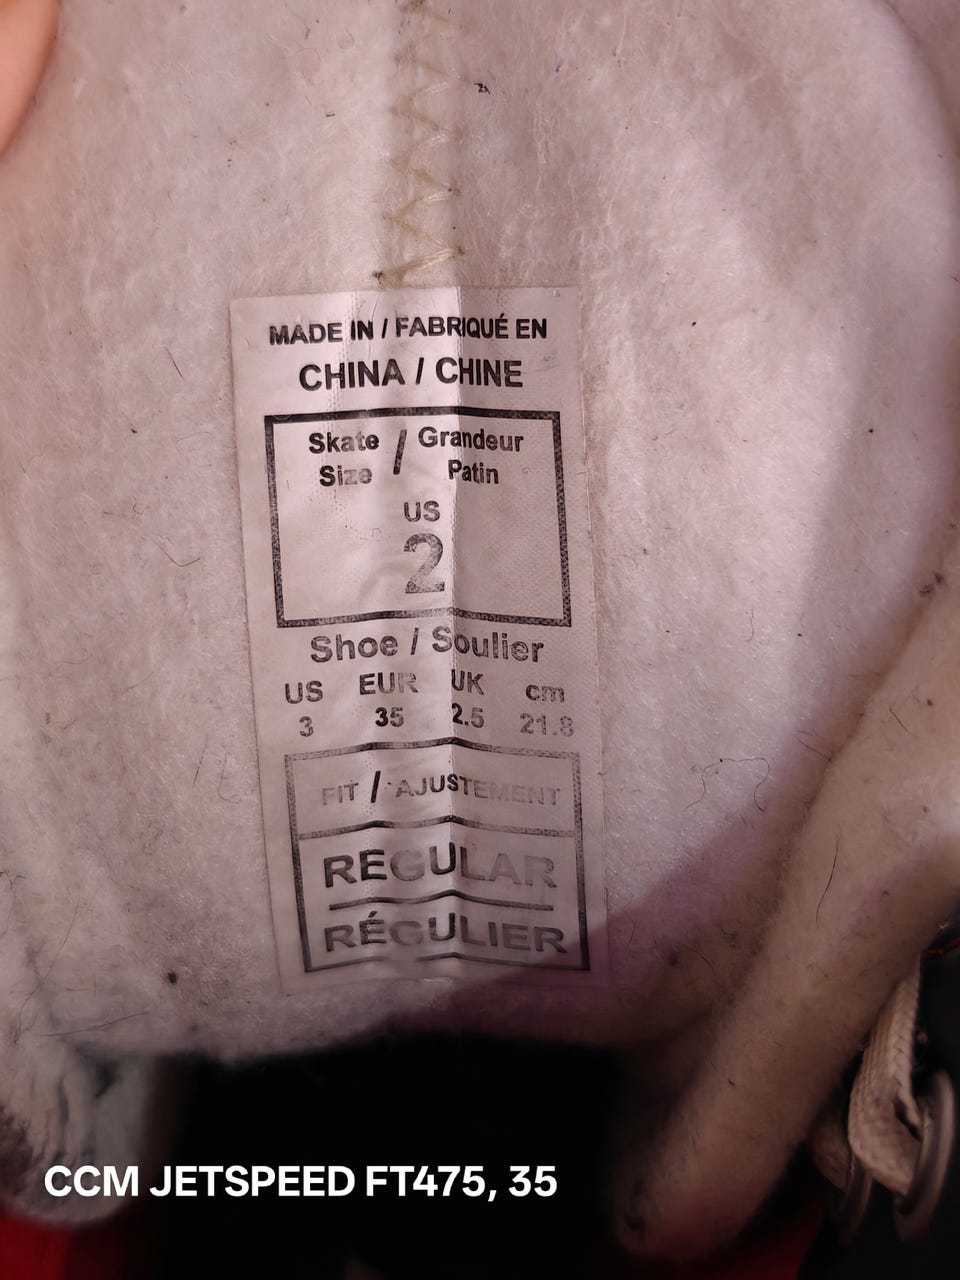 MADE IN / FABRIQUÉ EN
CHINA / CHINE
Skate / Grandeur
Size Patin
US
2
Shoe / Soulier
US EUR UK cm
3 35 2.5 21.8
FIT / AJUSTEMENT
REGULAR
RÉGULIER
CCM JETSPEED FT475, 35